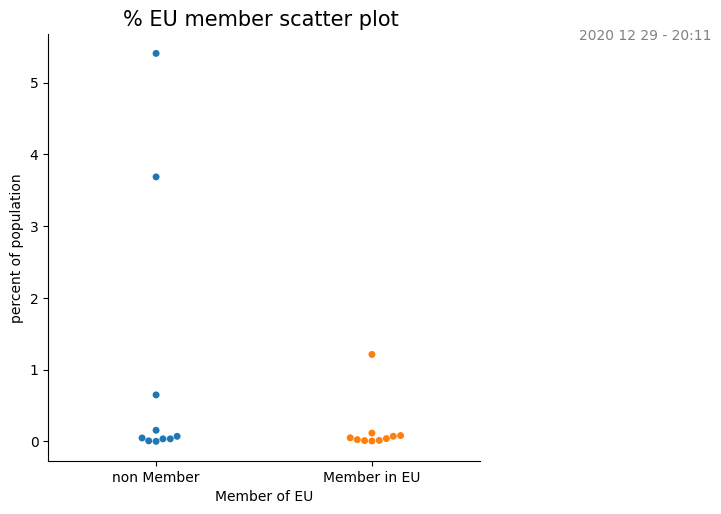 % EU member scatter plot
2020 12 29 - 20:11
percent of population
5
4
3
2
1
0
non Member
Member in EU
Member of EU